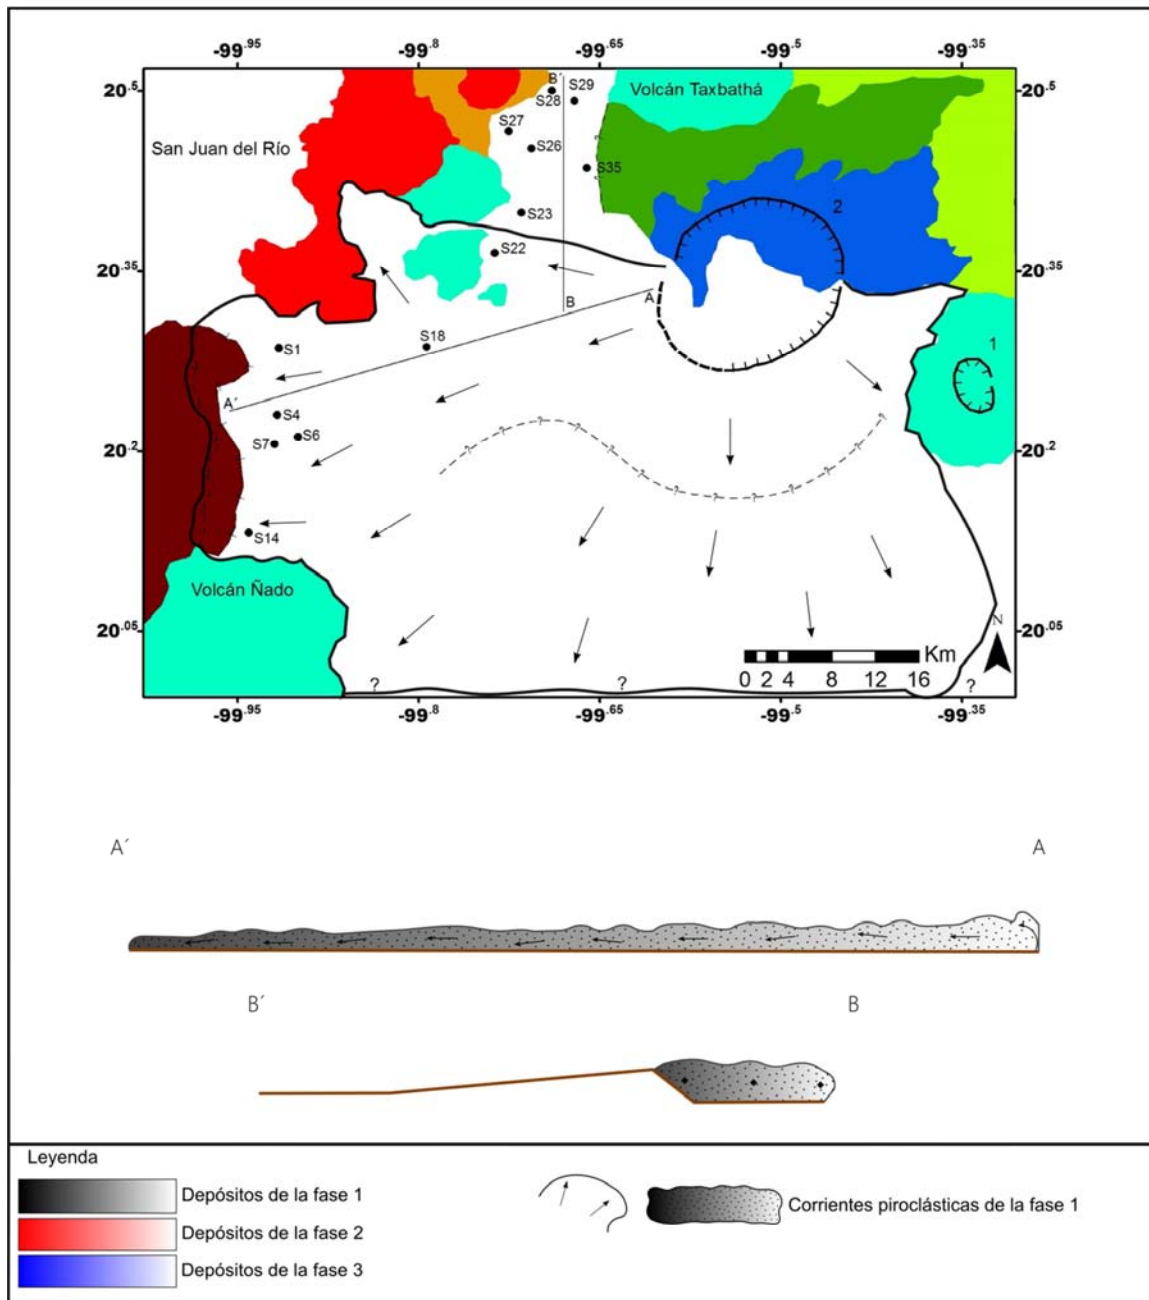 -99.95 -99.8 -99.65 -99.5 -99.35
20.5 B´ S29 Volcán Taxbathá 20.5
S28
S27
San Juan del Río S26
S35
S23 2
S22
20.35 20.35
B A
S18 1
S1
A´
S4
S7 S6
20.2 20.2
S14
Volcán Ñado
20.05 N 20.05
Km
0 2 4 8 12 16
? ? ?
-99.95 -99.8 -99.65 -99.5 -99.35
A´ A
B´ B
Leyenda
Depósitos de la fase 1
Corrientes piroclásticas de la fase 1
Depósitos de la fase 2
Depósitos de la fase 3